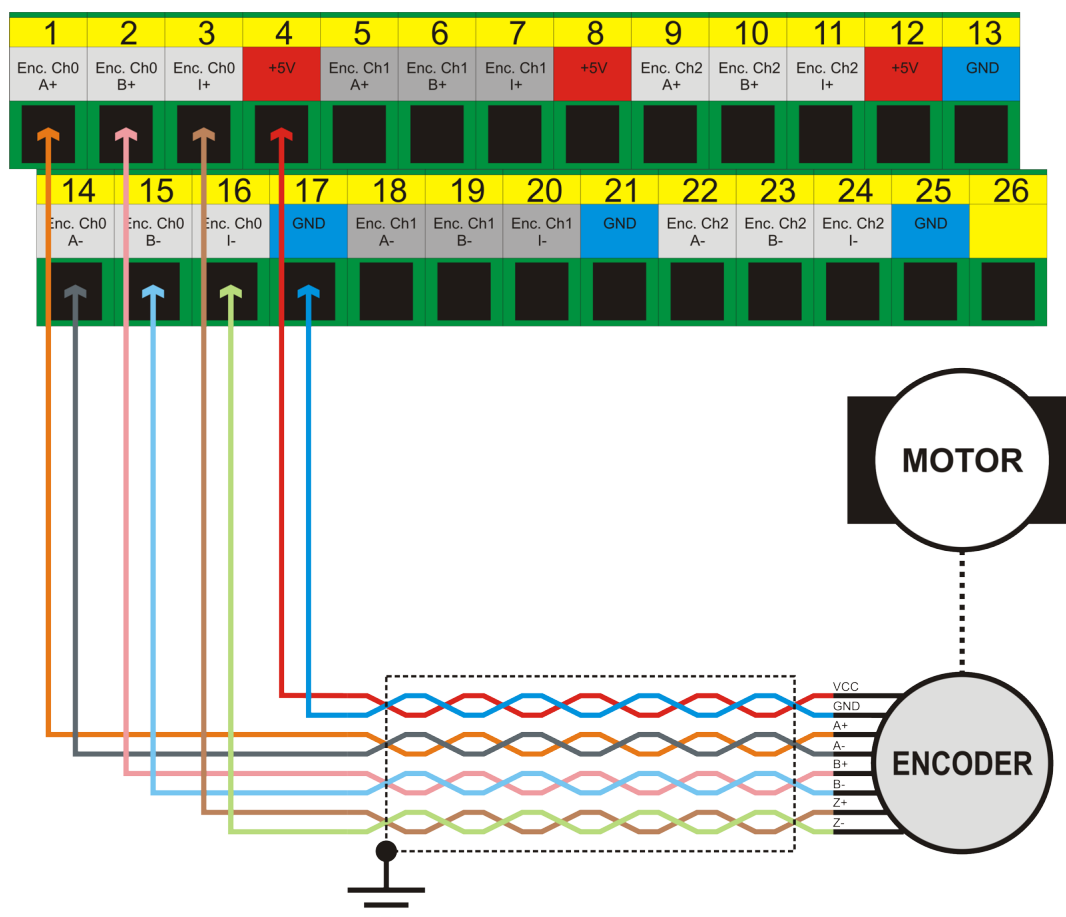 1 2 3 4 5 6 7 8 9 10 11 12 13
Enc. Ch0 Enc. Ch0 Enc. Ch0 +5V Enc. Ch1 Enc. Ch1 Enc. Ch1 +5V Enc. Ch2 Enc. Ch2 Enc. Ch2 +5V GND
A+ B+ I+ A+ B+ I+ A+ B+ I+
14 15 16 17 18 19 20 21 22 23 24 25 26
Enc. Ch0 Enc. Ch0 Enc. Ch0 GND Enc. Ch1 Enc. Ch1 Enc. Ch1 GND Enc. Ch2 Enc. Ch2 Enc. Ch2 GND
A- B- I- A- B- I- A- B- I-
MOTOR
VCC
GND
A+
A-
B+
B-
Z+
Z-
ENCODER